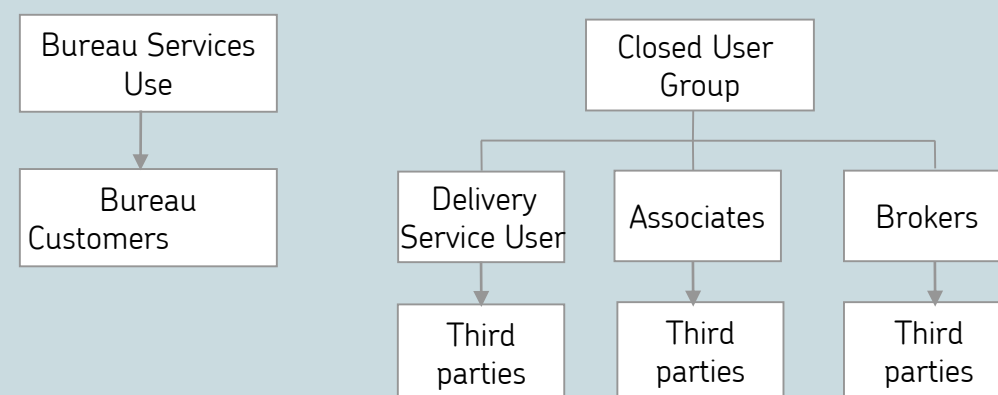 Bureau Services
Use
Bureau
Customers
Closed User
Group
Delivery
Service User
Associates
Brokers
Third
parties
Third
parties
Third
parties